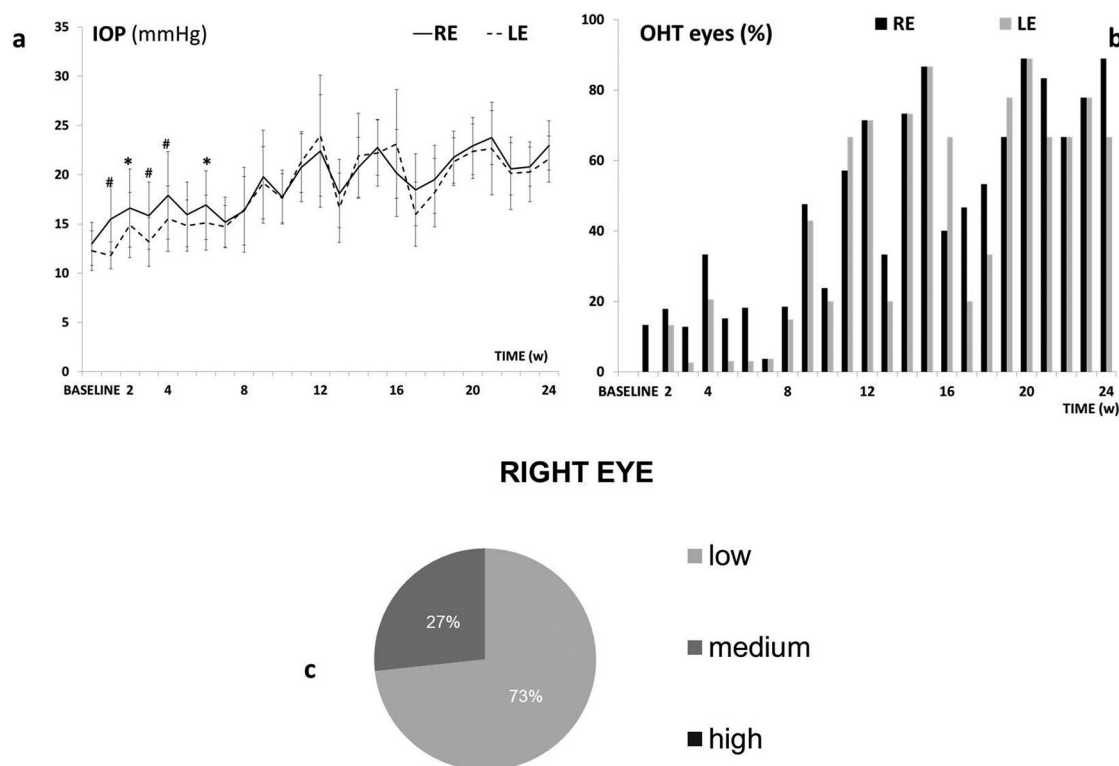 a
IOP (mmHg)
RE
LE
35
30
25
20
15
10
5
0
#
*
#
#
*
TIME (w)
BASELINE 2 4 8 12 16 20 24
b
OHT eyes (%)
RE
LE
100
80
60
40
20
0
BASELINE 2 4 8 12 16 20 24
TIME (w)
RIGHT EYE
c
27%
73%
low
medium
high